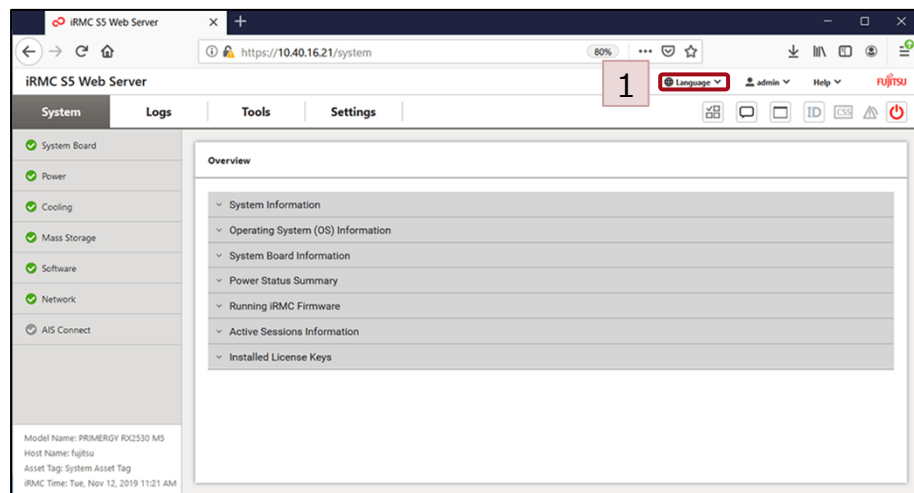 iRMC S5 Web Server
https://10.40.16.21/system
80%
iRMC S5 Web Server
1
Language
admin
Help
FUJITSU
System
Logs
Tools
Settings
ID
CSS
System Board
Power
Cooling
Mass Storage
Software
Network
AIS Connect
Overview
System Information
Operating System (OS) Information
System Board Information
Power Status Summary
Running iRMC Firmware
Active Sessions Information
Installed License Keys
Model Name: PRIMERGY RX2530 M5
Host Name: fujitsu
Asset Tag: System Asset Tag
iRMC Time: Tue, Nov 12, 2019 11:21 AM